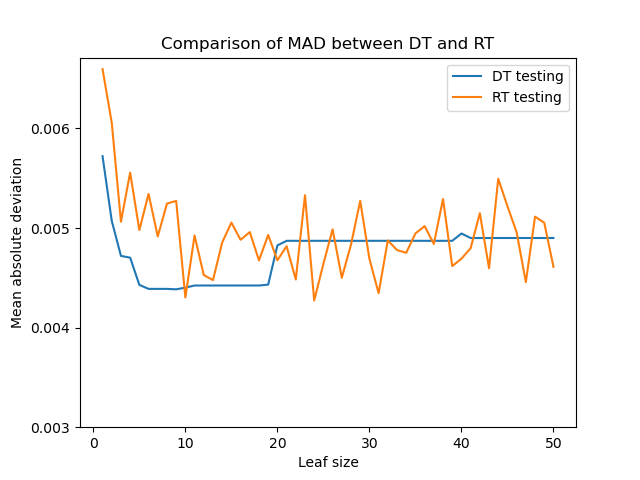 Comparison of MAD between DT and RT
DT testing
RT testing
Mean absolute deviation
0.006
0.005
0.004
0.003
0 10 20 30 40 50
Leaf size